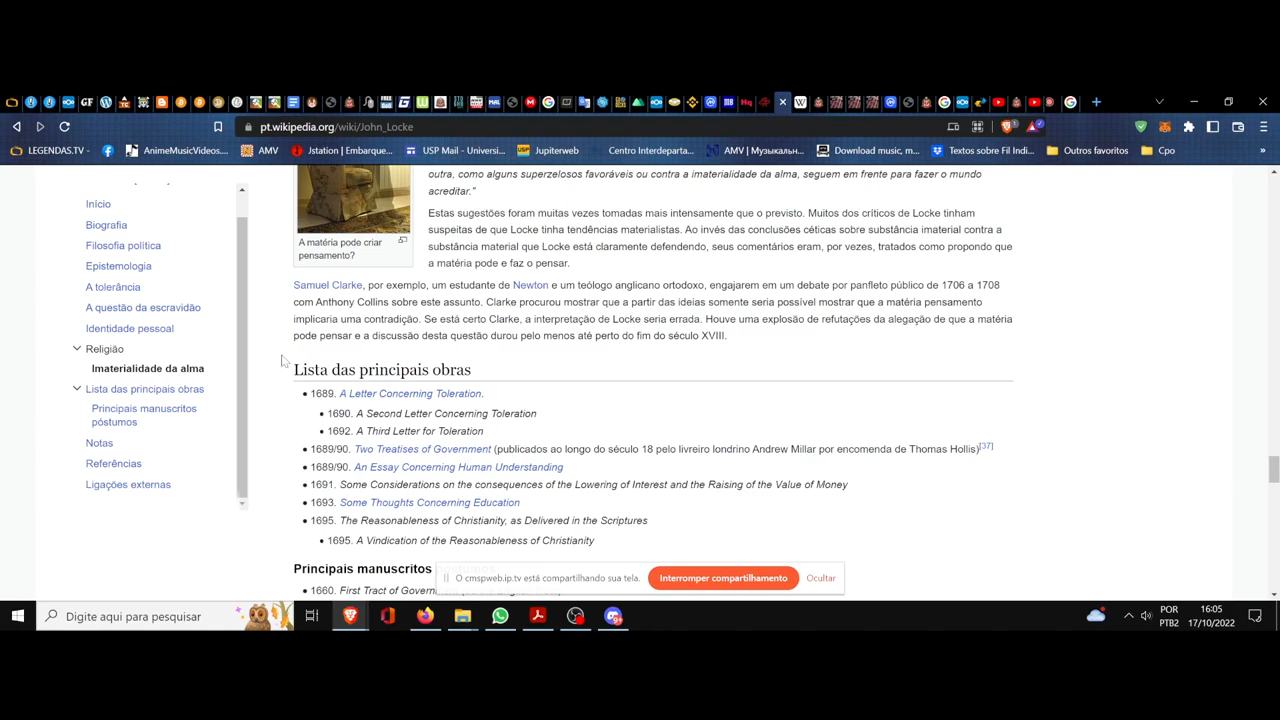 pt.wikipedia.org/wiki/John_Locke
LEGENDAS.TV
AnimeMusicVideos...
AMV
Jstation | Embarque...
USP Mail - Universi...
Jupiterweb
Centro Interdeparta...
AMV | Музыкальн...
Download music, m...
Textos sobre Fil Indi...
Outros favoritos
Cpo
»
Início
Biografia
Filosofia política
Epistemologia
A tolerância
A questão da escravidão
Identidade pessoal
Religião
Imaterialidade da alma
Lista das principais obras
Principais manuscritos
póstumos
Notas
Referências
Ligações externas
A matéria pode criar
pensamento?
outra, como alguns superzelosos favoráveis ou contra a imaterialidade da alma, seguem em frente para fazer o mundo
acreditar."
Estas sugestões foram muitas vezes tomadas mais intensamente que o previsto. Muitos dos críticos de Locke tinham
suspeitas de que Locke tinha tendências materialistas. Ao invés das conclusões céticas sobre substância imaterial contra a
substância material que Locke está claramente defendendo, seus comentários eram, por vezes, tratados como propondo que
a matéria pode e faz o pensar.
Samuel Clarke, por exemplo, um estudante de Newton e um teólogo anglicano ortodoxo, engajarem em um debate por panfleto público de 1706 a 1708
com Anthony Collins sobre este assunto. Clarke procurou mostrar que a partir das ideias somente seria possível mostrar que a matéria pensamento
implicaria uma contradição. Se está certo Clarke, a interpretação de Locke seria errada. Houve uma explosão de refutações da alegação de que a matéria
pode pensar e a discussão desta questão durou pelo menos até perto do fim do século XVIII.
Lista das principais obras
• 1689. A Letter Concerning Toleration.
• 1690. A Second Letter Concerning Toleration
• 1692. A Third Letter for Toleration
• 1689/90. Two Treatises of Government (publicados ao longo do século 18 pelo livreiro londrino Andrew Millar por encomenda de Thomas Hollis)[37]
• 1689/90. An Essay Concerning Human Understanding
• 1691. Some Considerations on the consequences of the Lowering of Interest and the Raising of the Value of Money
• 1693. Some Thoughts Concerning Education
• 1695. The Reasonableness of Christianity, as Delivered in the Scriptures
• 1695. A Vindication of the Reasonableness of Christianity
Principais manuscritos
• 1660. First Tract of Govern
O cmspweb.ip.tv está compartilhando sua tela.
Interromper compartilhamento
Ocultar
Digite aqui para pesquisar
POR
PTB2
16:05
17/10/2022